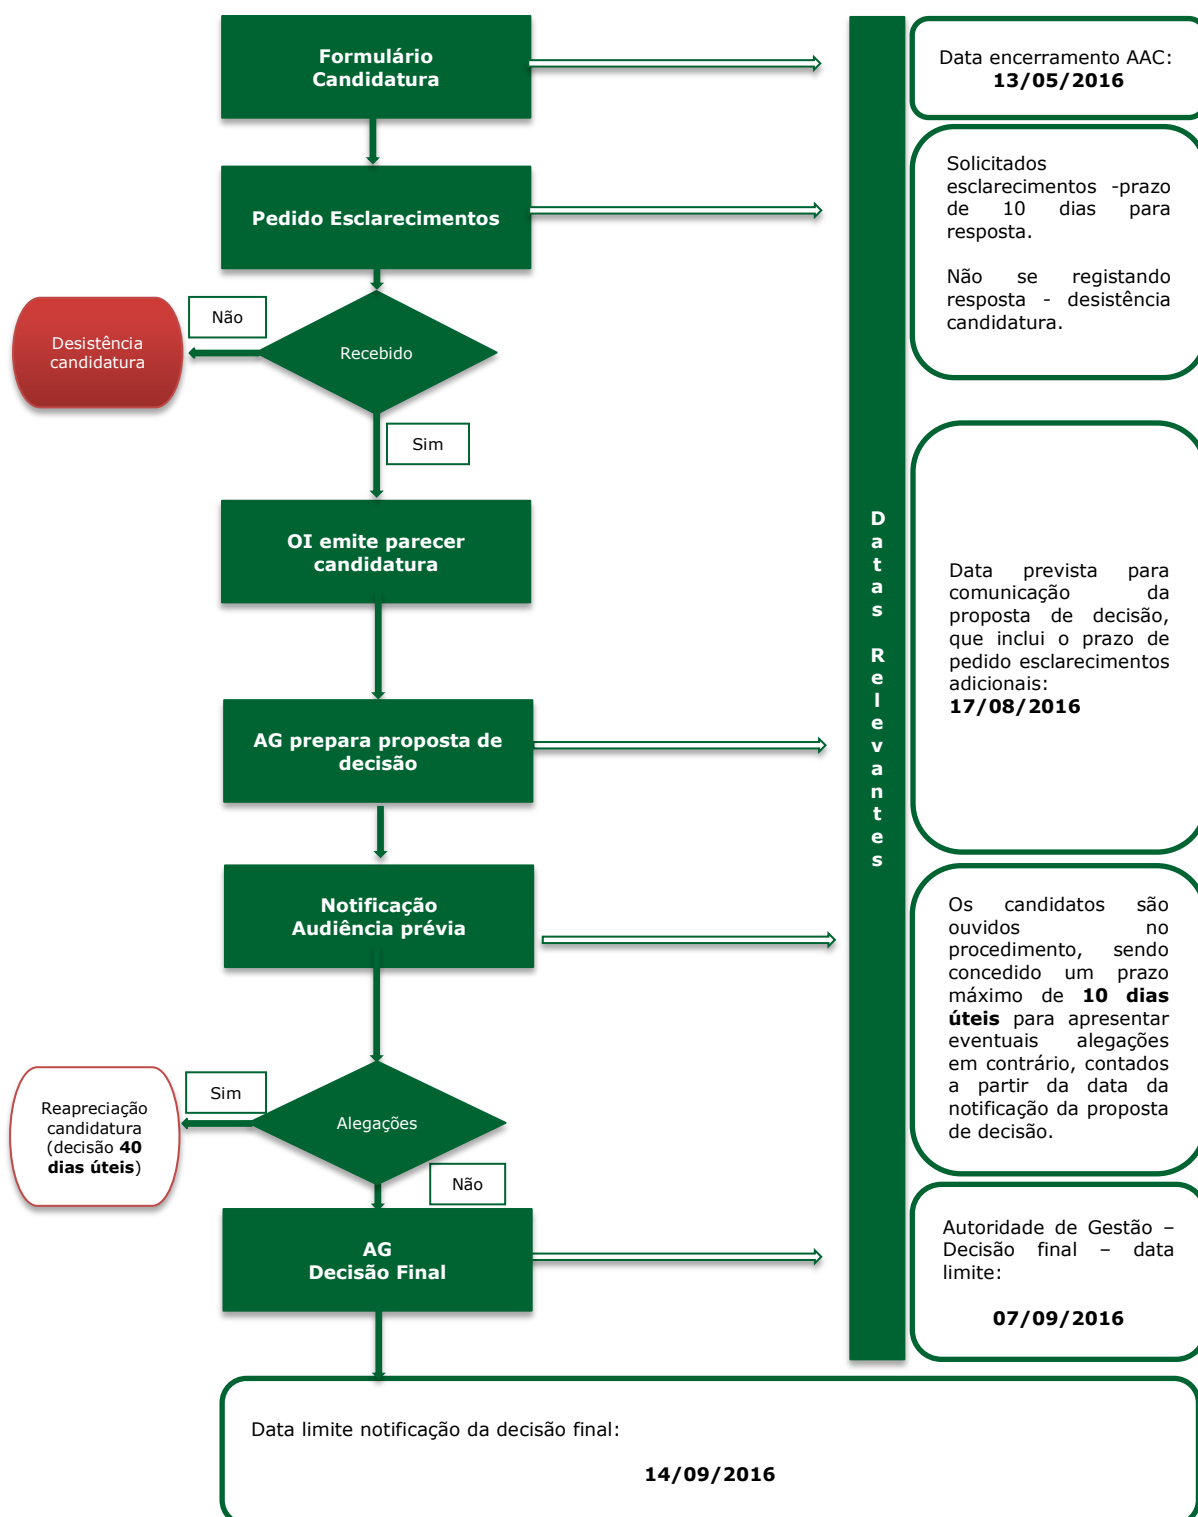 Formulário
Candidatura
Data encerramento AAC:
13/05/2016
Pedido Esclarecimentos
Solicitados
esclarecimentos -prazo
de 10 dias para
resposta.
Não se registando
resposta - desistência
candidatura.
Não
Desistência
candidatura
Recebido
Sim
OI emite parecer
candidatura
D
a
t
a
s
R
e
l
e
v
a
n
t
e
s
Data prevista para
comunicação da
proposta de decisão,
que inclui o prazo de
pedido esclarecimentos
adicionais:
17/08/2016
AG prepara proposta de
decisão
Notificação
Audiência prévia
Os candidatos são
ouvidos no
procedimento, sendo
concedido um prazo
máximo de 10 dias
úteis para apresentar
eventuais alegações
em contrário, contados
a partir da data da
notificação da proposta
de decisão.
Sim
Reapreciação
candidatura
(decisão 40
dias úteis)
Alegações
Não
AG
Decisão Final
Autoridade de Gestão –
Decisão final – data
limite:
07/09/2016
Data limite notificação da decisão final:
14/09/2016